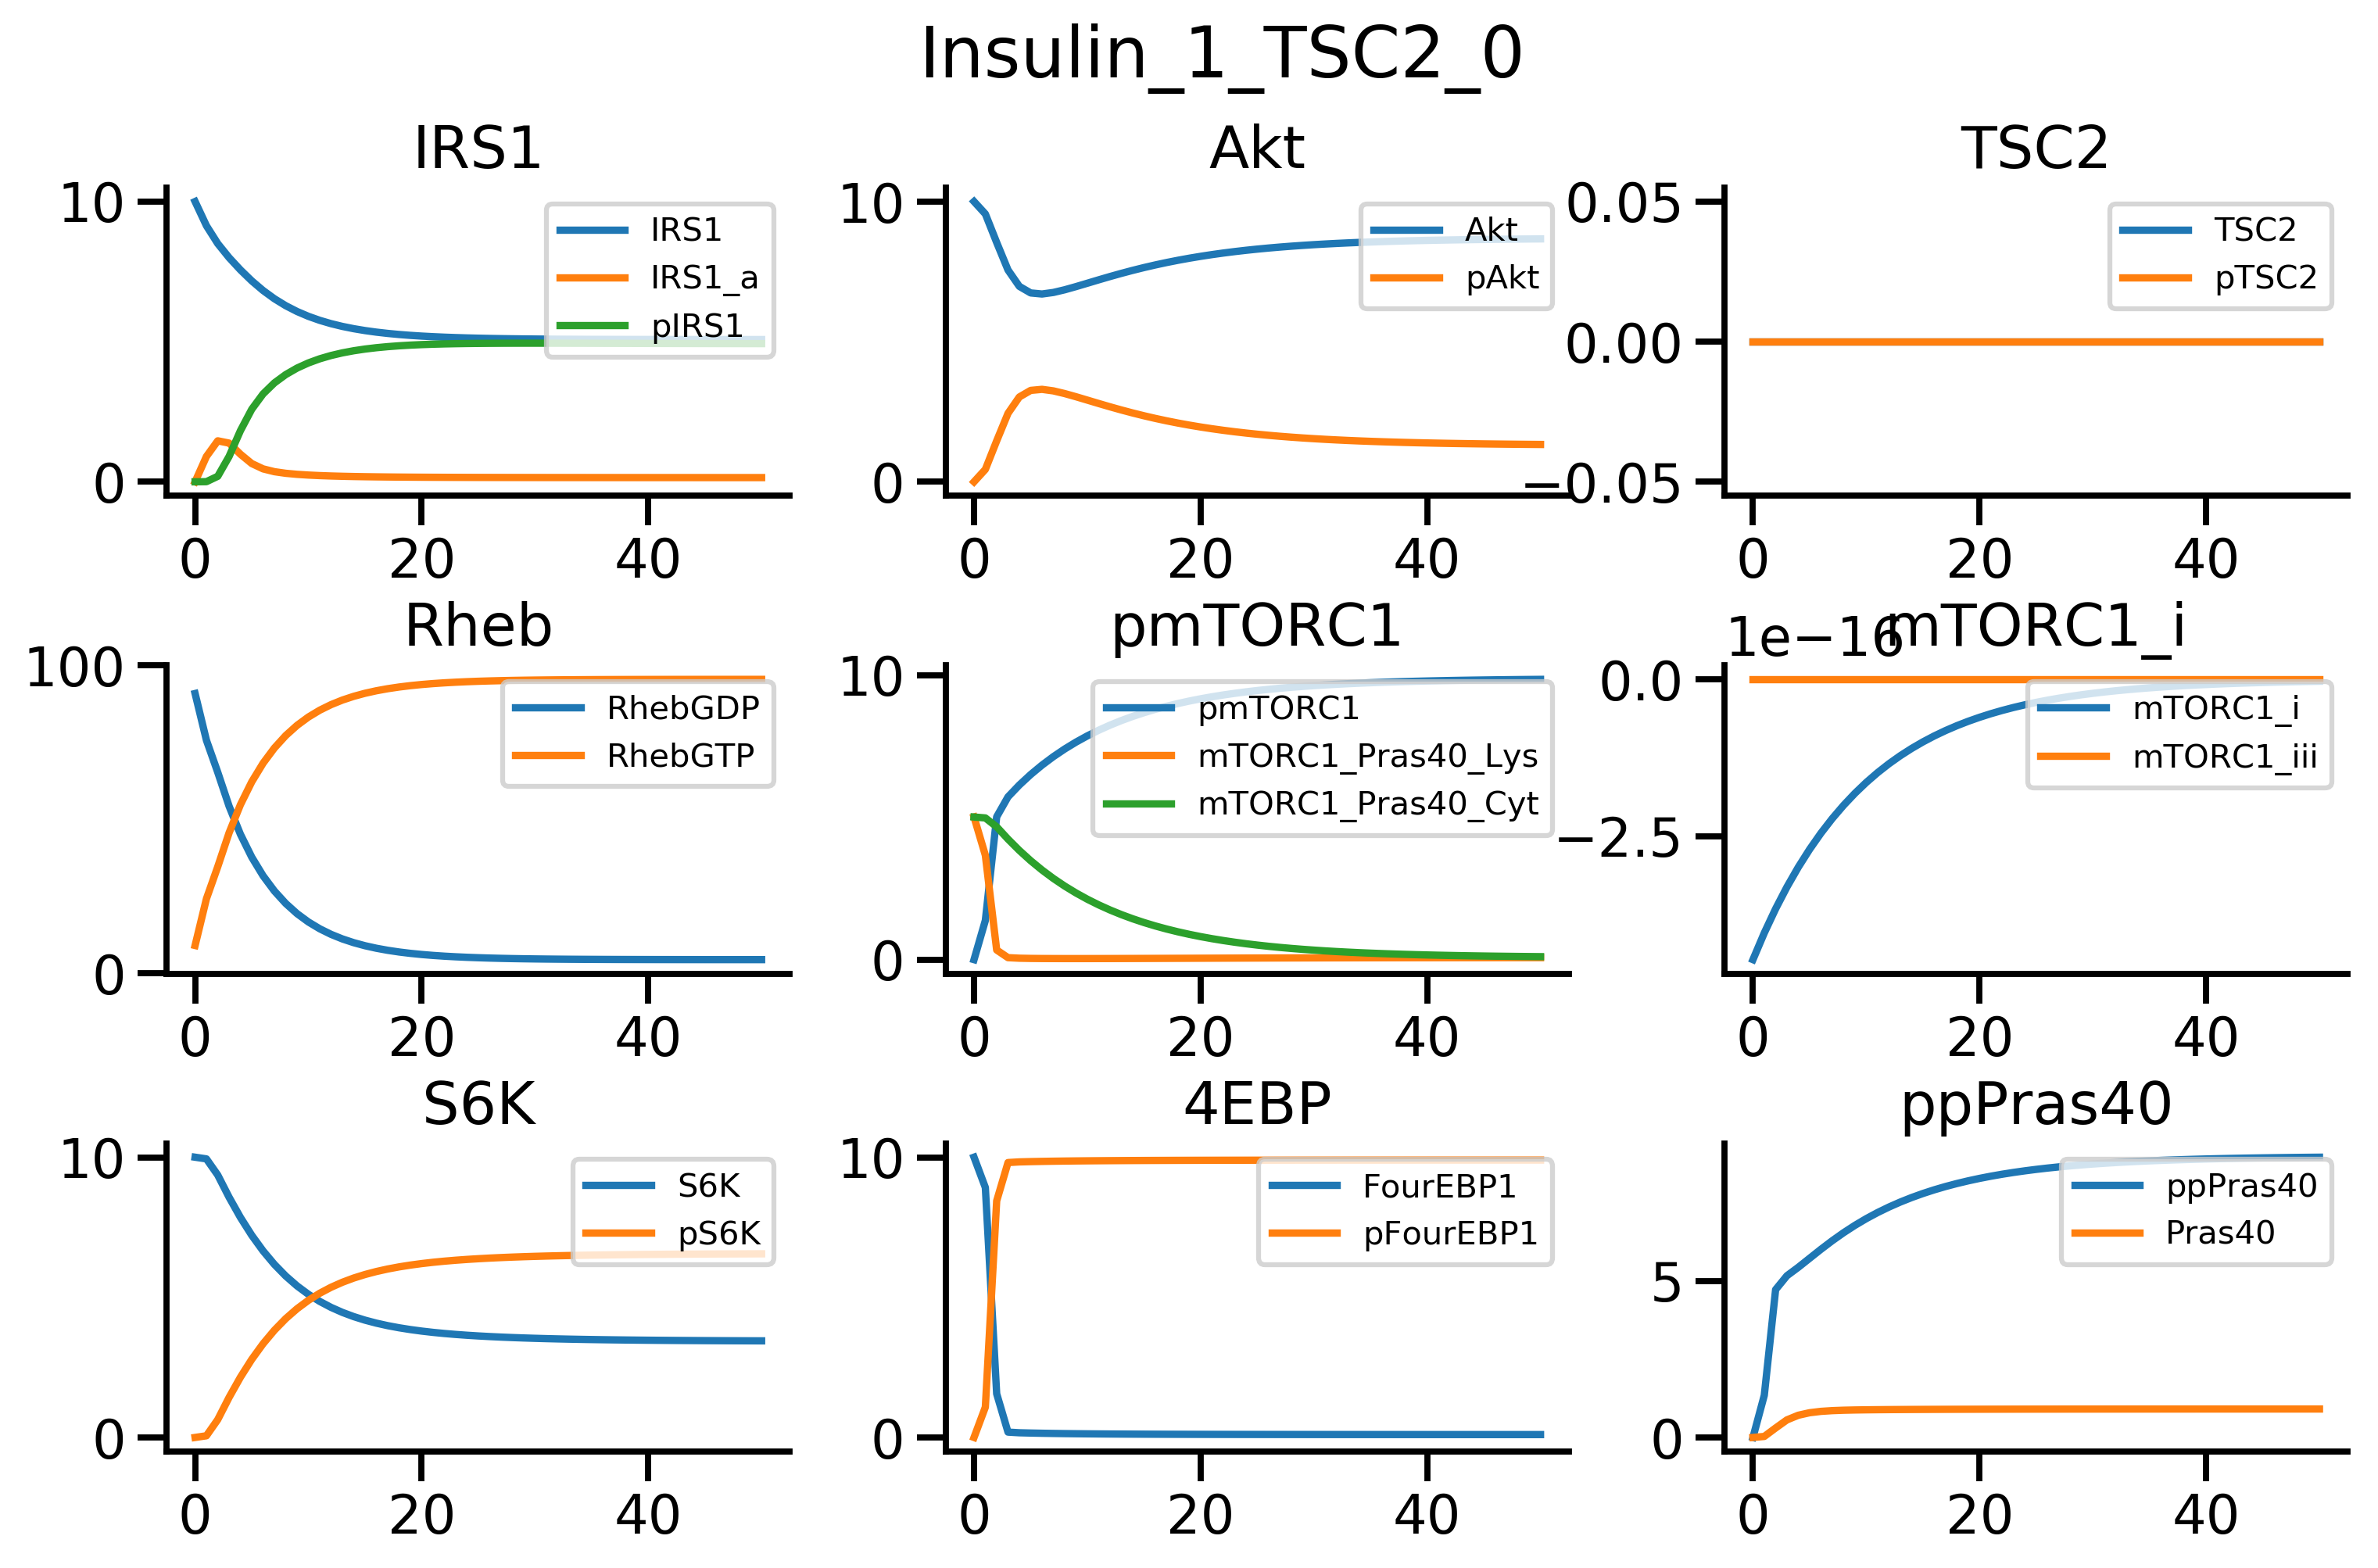 Insulin_1_TSC2_0
IRS1
10
0
0 20 40
IRS1
IRS1_a
pIRS1
Akt
10
0
0 20 40
Akt
pAkt
TSC2
0.05
0.00
−0.05
0 20 40
TSC2
pTSC2
Rheb
100
0
0 20 40
RhebGDP
RhebGTP
pmTORC1
10
0
0 20 40
pmTORC1
mTORC1_Pras40_Lys
mTORC1_Pras40_Cyt
mTORC1_i
1e−16
0.0
−2.5
0 20 40
mTORC1_i
mTORC1_iii
S6K
10
0
0 20 40
S6K
pS6K
4EBP
10
0
0 20 40
FourEBP1
pFourEBP1
ppPras40
5
0
0 20 40
ppPras40
Pras40